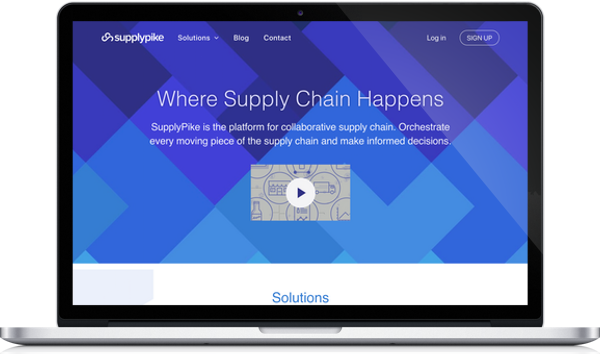 supplypike Solutions Blog Contact Log in SIGN UP
Where Supply Chain Happens
SupplyPike is the platform for collaborative supply chain. Orchestrate
every moving piece of the supply chain and make informed decisions.
Solutions